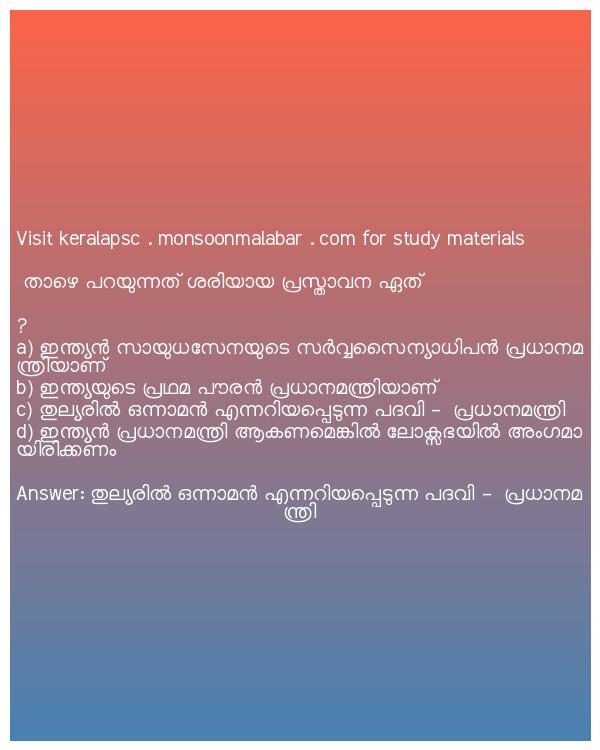 Visit keralapsc . monsoonmalabar . com for study materials
താഴെ പറയുന്നത് ശരിയായ പ്രസ്താവന ഏത്
?
a) ഇന്ത്യൻ സായുധസേനയുടെ സർവ്വസൈന്യാധിപൻ പ്രധാനമ
ന്ത്രിയാണ്
b) ഇന്ത്യയുടെ പ്രഥമ പൗരൻ പ്രധാനമന്ത്രിയാണ്
c) തുല്യരിൽ ഒന്നാമൻ എന്നറിയപ്പെടുന്ന പദവി - പ്രധാനമന്ത്രി
d) ഇന്ത്യൻ പ്രധാനമന്ത്രി ആകണമെങ്കിൽ ലോക്സഭയിൽ അംഗമാ
യിരിക്കണം
Answer: തുല്യരിൽ ഒന്നാമൻ എന്നറിയപ്പെടുന്ന പദവി - പ്രധാനമ
ന്ത്രി